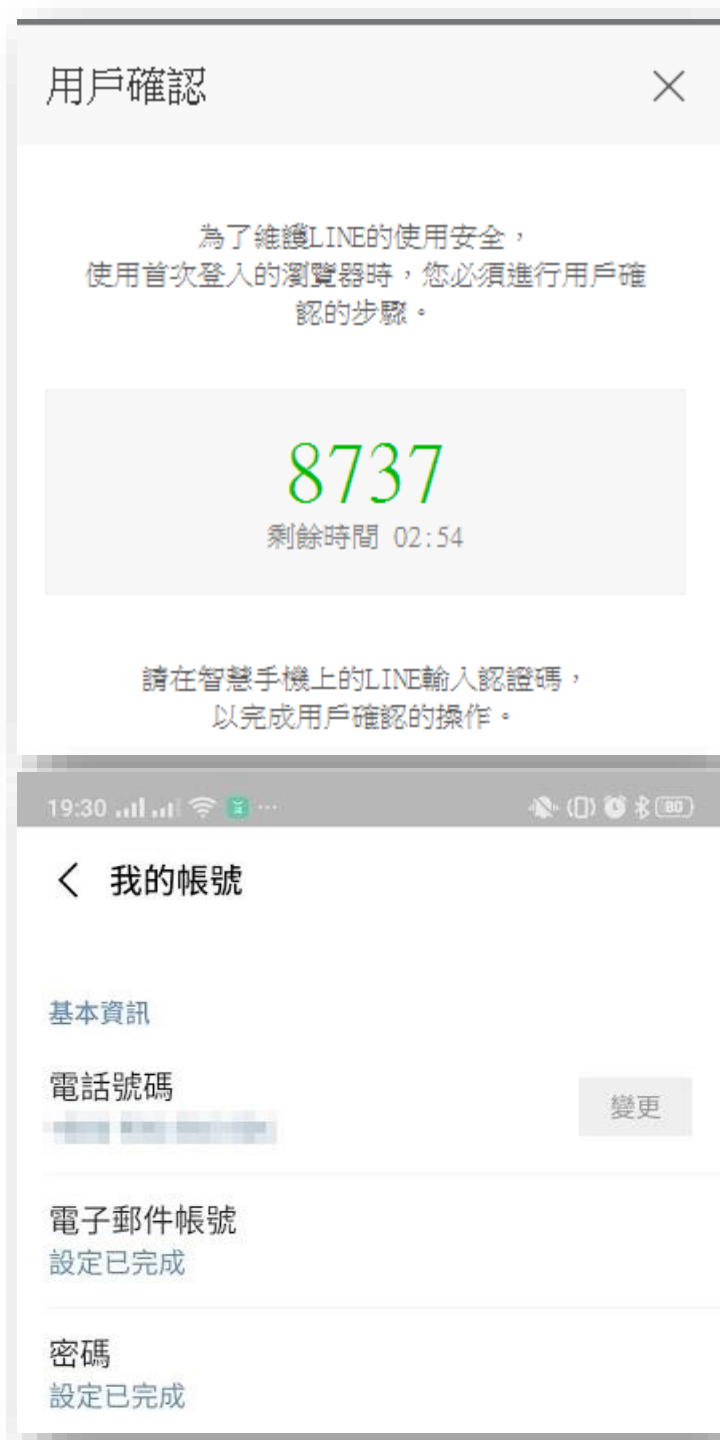 用戶確認
為了維護LINE的使用安全，
使用首次登入的瀏覽器時，您必須進行用戶確
認的步驟。
8737
剩餘時間 02:54
請在智慧手機上的LINE輸入認證碼，
以完成用戶確認的操作。
19:30
80
我的帳號
基本資訊
電話號碼
變更
電子郵件帳號
設定已完成
密碼
設定已完成